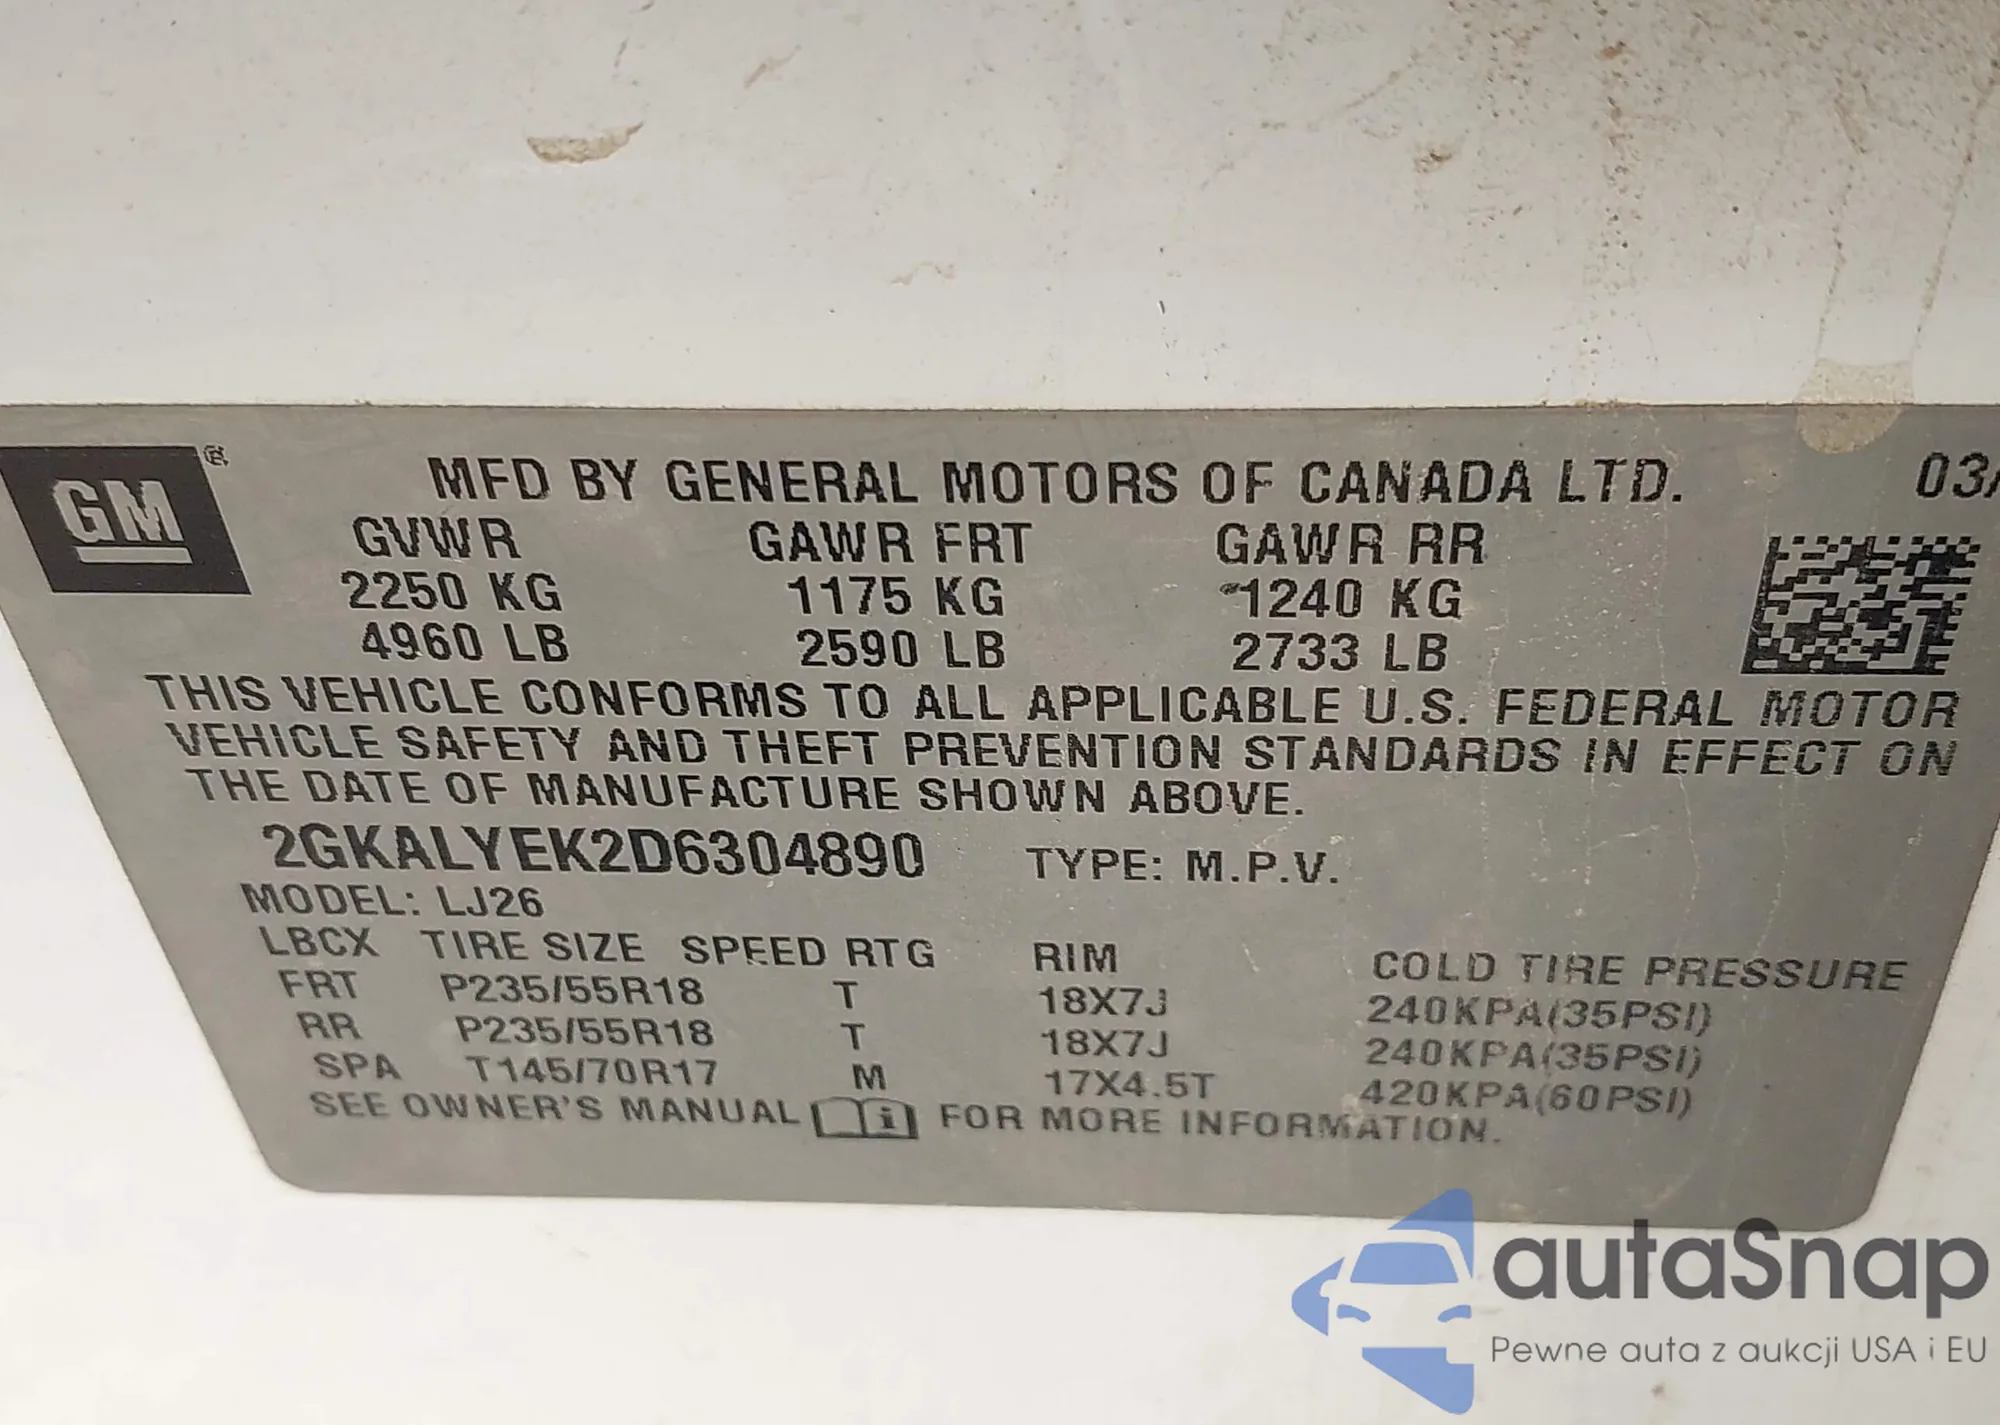 GM ®
MFD BY GENERAL MOTORS OF CANADA LTD. 03/
GVWR GAWR FRT GAWR RR
2250 KG 1175 KG 1240 KG
4960 LB 2590 LB 2733 LB
THIS VEHICLE CONFORMS TO ALL APPLICABLE U.S. FEDERAL MOTOR
VEHICLE SAFETY AND THEFT PREVENTION STANDARDS IN EFFECT ON
THE DATE OF MANUFACTURE SHOWN ABOVE.
2GKALYEK2D6304890 TYPE: M.P.V.
MODEL: LJ26
LBCX TIRE SIZE SPEED RTG RIM COLD TIRE PRESSURE
FRT P235/55R18 T 18X7J 240KPA(35PSI)
RR P235/55R18 T 18X7J 240KPA(35PSI)
SPA T145/70R17 M 17X4.5T 420KPA(60PSI)
SEE OWNER'S MANUAL FOR MORE INFORMATION.
autaSnap
Pewne auta z aukcji USA i EU